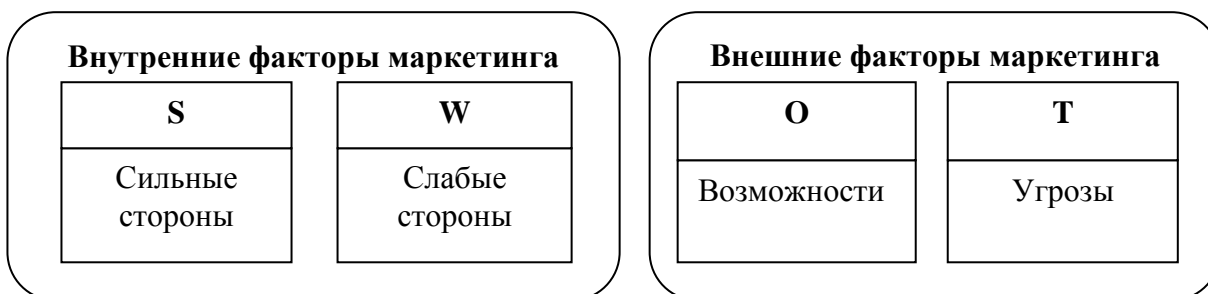 Внутренние факторы маркетинга
S
W
Сильные
стороны
Слабые
стороны
Внешние факторы маркетинга
O
T
Возможности
Угрозы